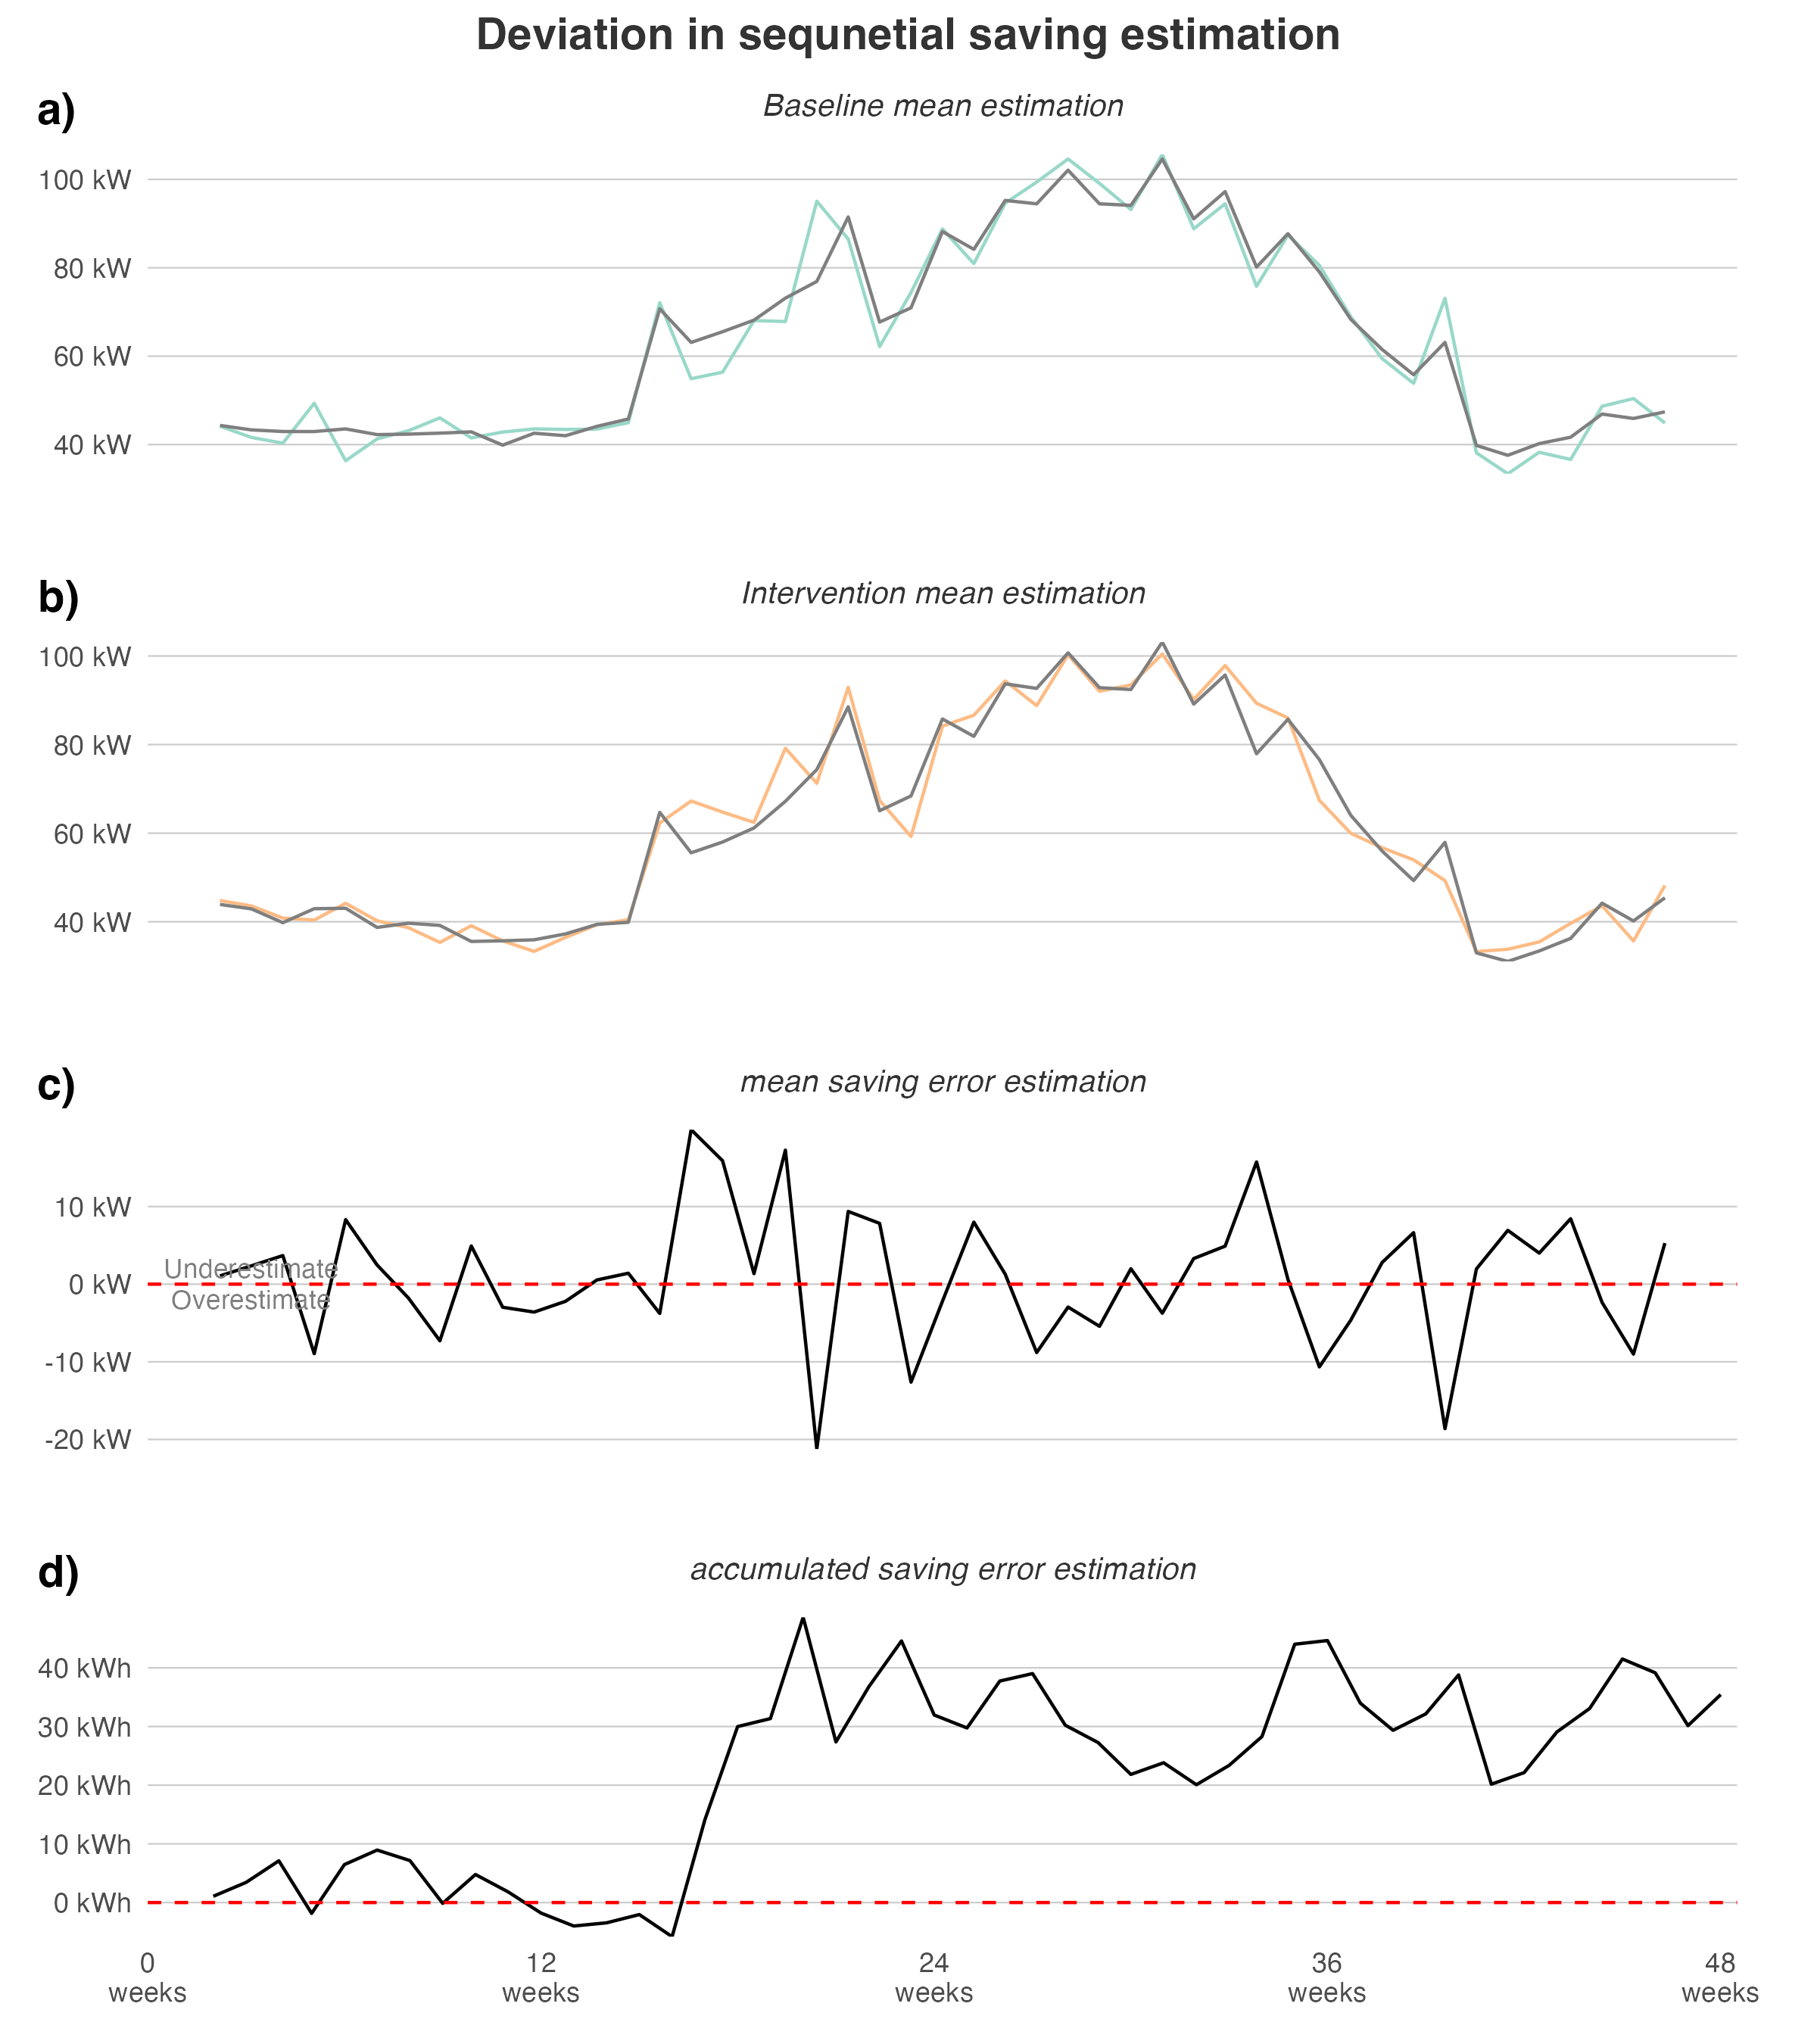 Deviation in sequnetial saving estimation
a)
Baseline mean estimation
100 kW
80 kW
60 kW
40 kW
b)
Intervention mean estimation
100 kW
80 kW
60 kW
40 kW
c)
mean saving error estimation
10 kW
Underestimate
0 kW
Overestimate
-10 kW
-20 kW
d)
accumulated saving error estimation
40 kWh
30 kWh
20 kWh
10 kWh
0 kWh
0 12 24 36 48
weeks weeks weeks weeks weeks